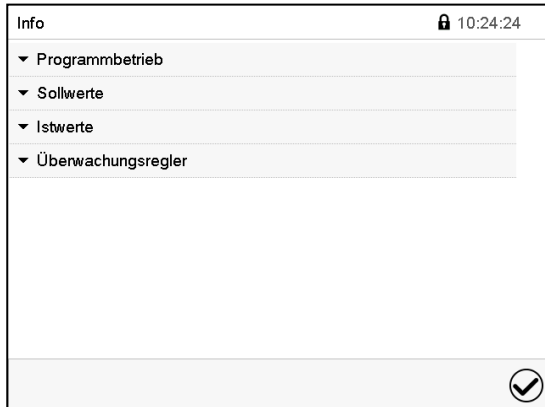 Info 10:24:24
Programmbetrieb
Sollwerte
Istwerte
Überwachungsregler